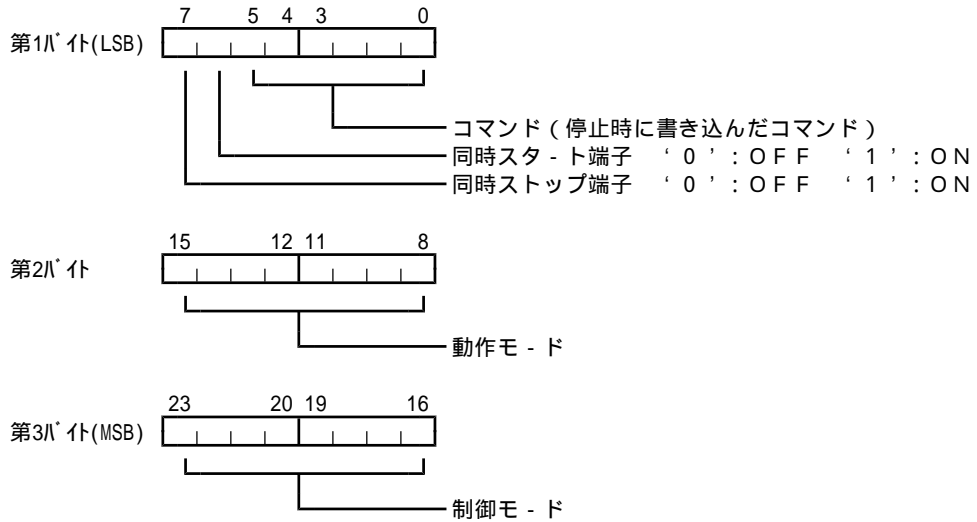 7 5 4 3 0
第1ﾊﾞｲﾄ(LSB)
コマンド ( 停止時に書き込んだコマンド )
同時スタ - ト端子 ‘０’：ＯＦＦ ‘１’：ＯＮ
同時ストップ端子 ‘０’：ＯＦＦ ‘１’：ＯＮ
15 12 11 8
第2ﾊﾞｲﾄ
動作モ - ド
23 20 19 16
第3ﾊﾞｲﾄ(MSB)
制御モ - ド